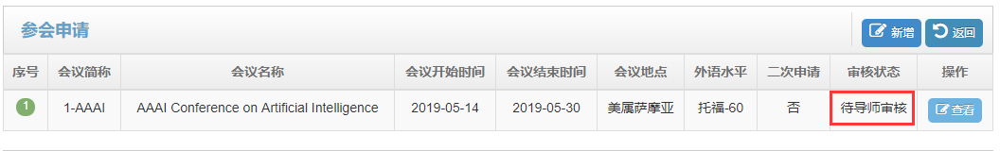 参会申请
新增 返回
序号 会议简称 会议名称 会议开始时间 会议结束时间 会议地点 外语水平 二次申请 审核状态 操作
1 1-AAAI AAAI Conference on Artificial Intelligence 2019-05-14 2019-05-30 美属萨摩亚 托福-60 否 待导师审核 查看